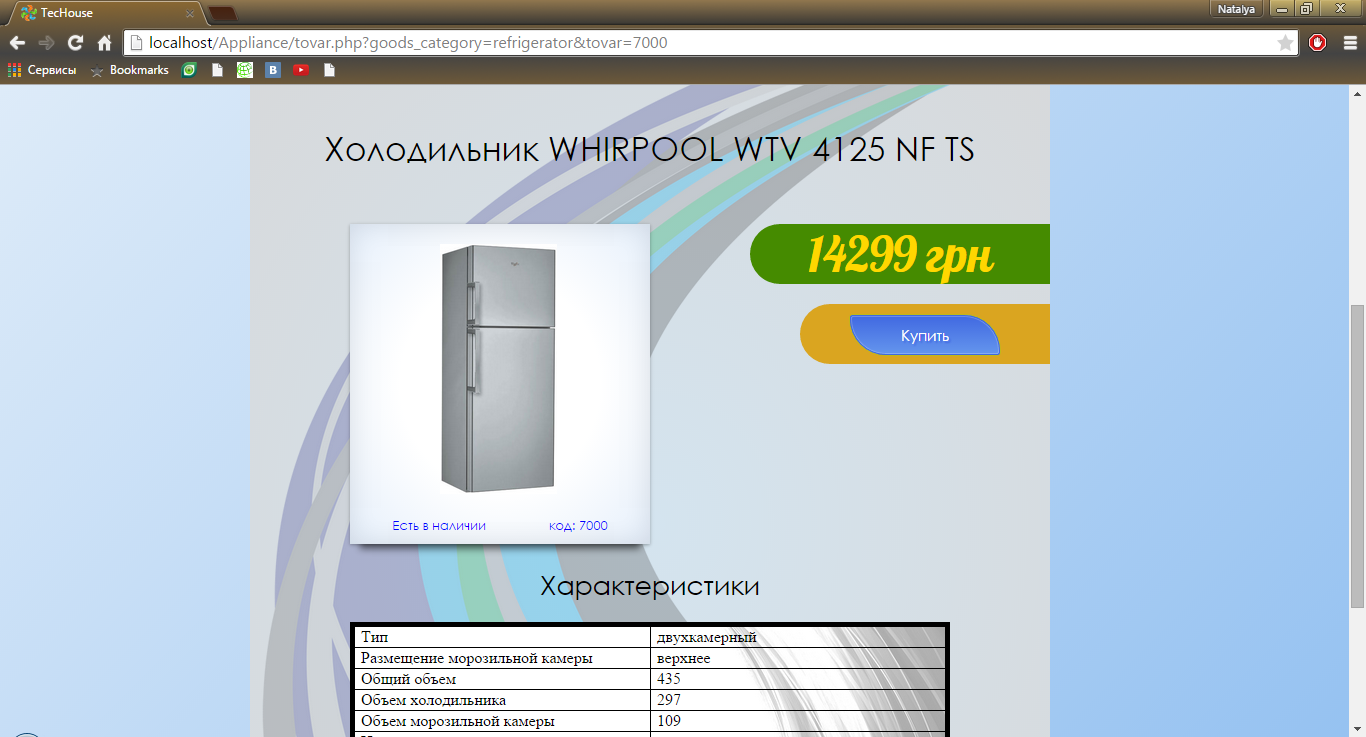 TecHouse
Natalya
localhost/Appliance/tovar.php?goods_category=refrigerator&tovar=7000
Сервисы Bookmarks B
Холодильник WHIRPOOL WTV 4125 NF TS
14299 грн
Купить
Есть в наличии код: 7000
Характеристики
Тип двухкамерный
Размещение морозильной камеры верхнее
Общий объем 435
Объем холодильника 297
Объем морозильной камеры 109